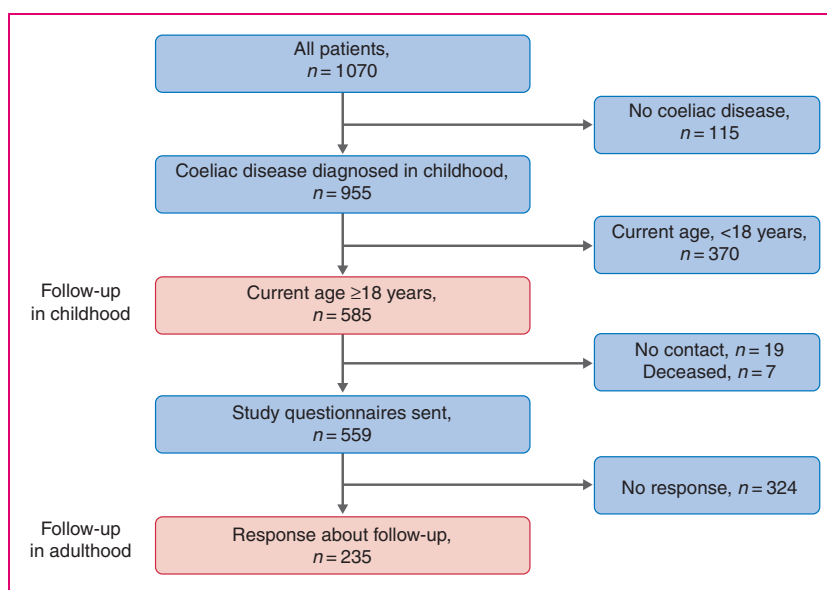 All patients,
n = 1070
No coeliac disease,
n = 115
Coeliac disease diagnosed in childhood,
n = 955
Current age, <18 years,
n = 370
Follow-up
in childhood
Current age ≥18 years,
n = 585
No contact, n = 19
Deceased, n = 7
Study questionnaires sent,
n = 559
No response, n = 324
Follow-up
in adulthood
Response about follow-up,
n = 235